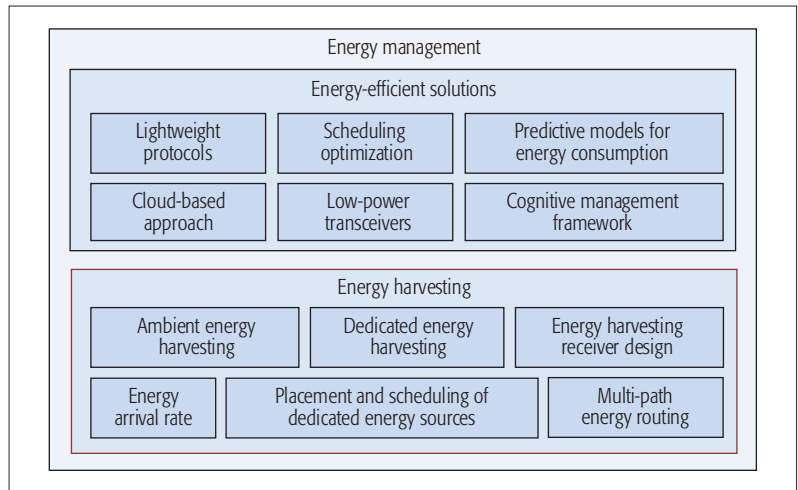 Energy management
Energy-efficient solutions
Lightweight
protocols
Scheduling
optimization
Predictive models for
energy consumption
Cloud-based
approach
Low-power
transceivers
Cognitive management
framework
Energy harvesting
Ambient energy
harvesting
Dedicated energy
harvesting
Energy harvesting
receiver design
Energy
arrival rate
Placement and scheduling of
dedicated energy sources
Multi-path
energy routing